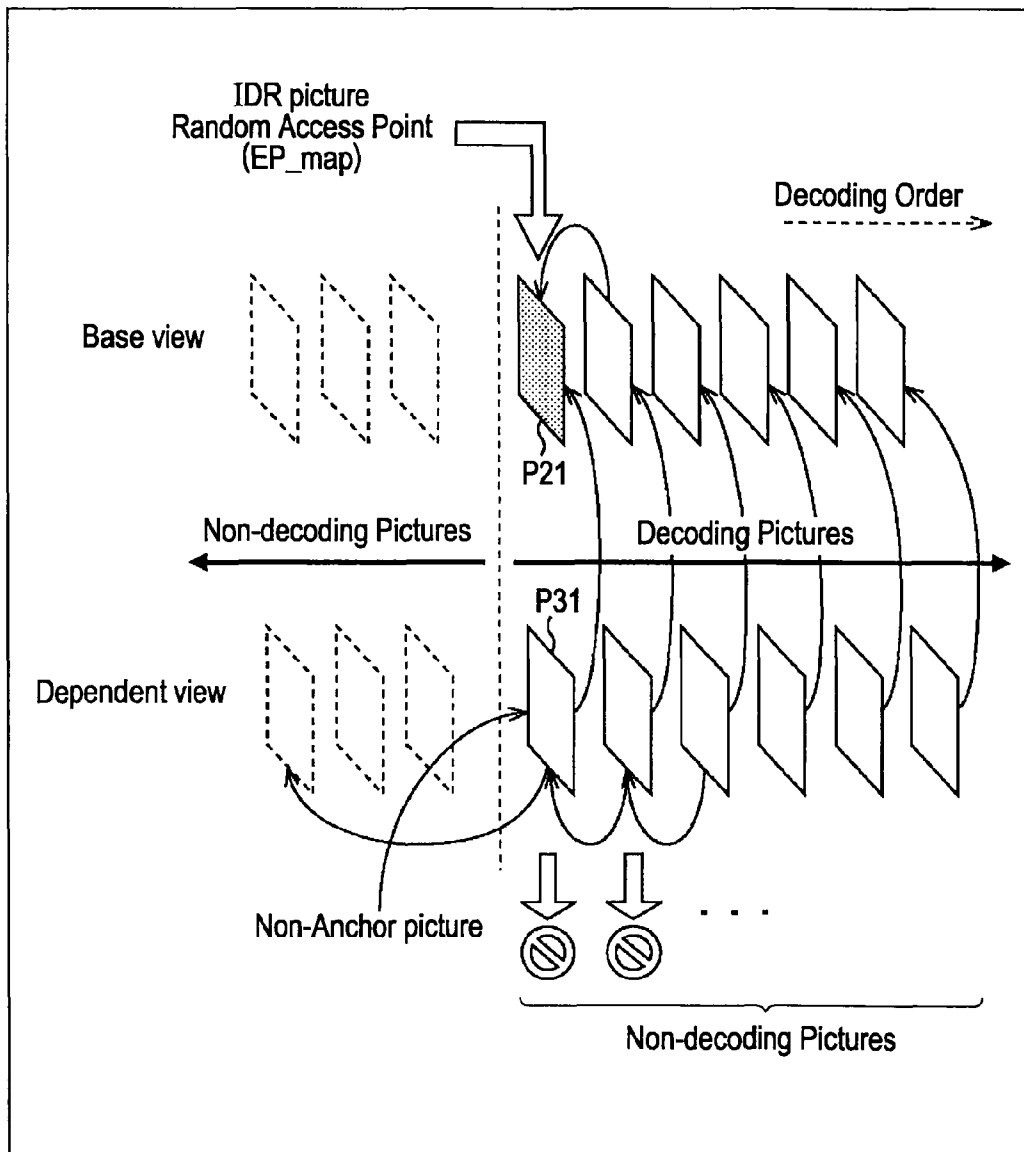 IDR picture
Random Access Point
(EP_map)
Decoding Order
Base view
P21
Non-decoding Pictures
Decoding Pictures
P31
Dependent view
Non-Anchor picture
. . .
Non-decoding Pictures